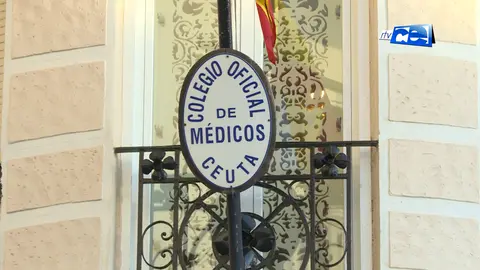 COLEGIO OFICIAL
DE
MÉDICOS
CEUTA
rtv ce